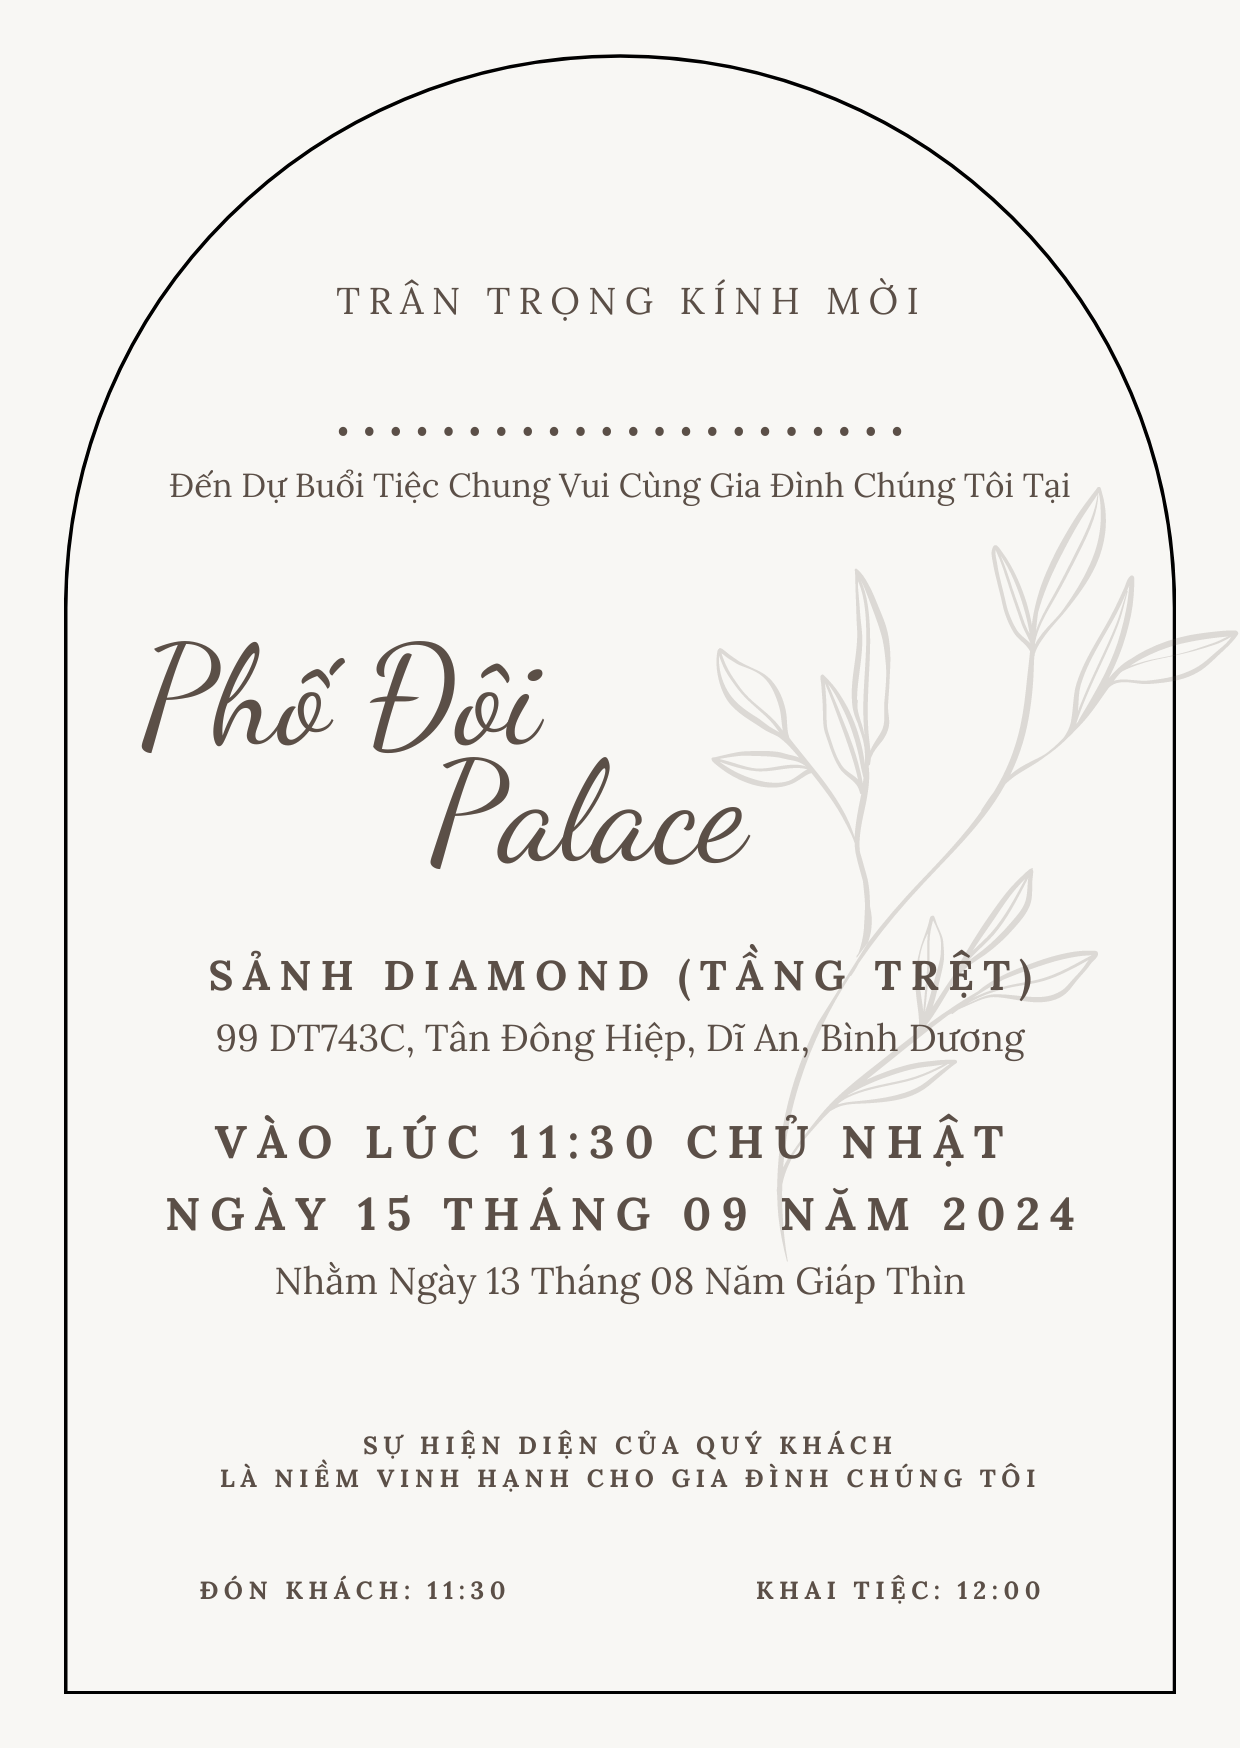 TRÂN TRỌNG KÍNH MỜI
......................
Đến Dự Buổi Tiệc Chung Vui Cùng Gia Đình Chúng Tôi Tại
Phố Đôi
Palace
SẢNH DIAMOND (TẦNG TRỆT)
99 DT743C, Tân Đông Hiệp, Dĩ An, Bình Dương
VÀO LÚC 11:30 CHỦ NHẬT
NGÀY 15 THÁNG 09 NĂM 2024
Nhằm Ngày 13 Tháng 08 Năm Giáp Thìn
SỰ HIỆN DIỆN CỦA QUÝ KHÁCH
LÀ NIỀM VINH HẠNH CHO GIA ĐÌNH CHÚNG TÔI
ĐÓN KHÁCH: 11:30
KHAI TIỆC: 12:00